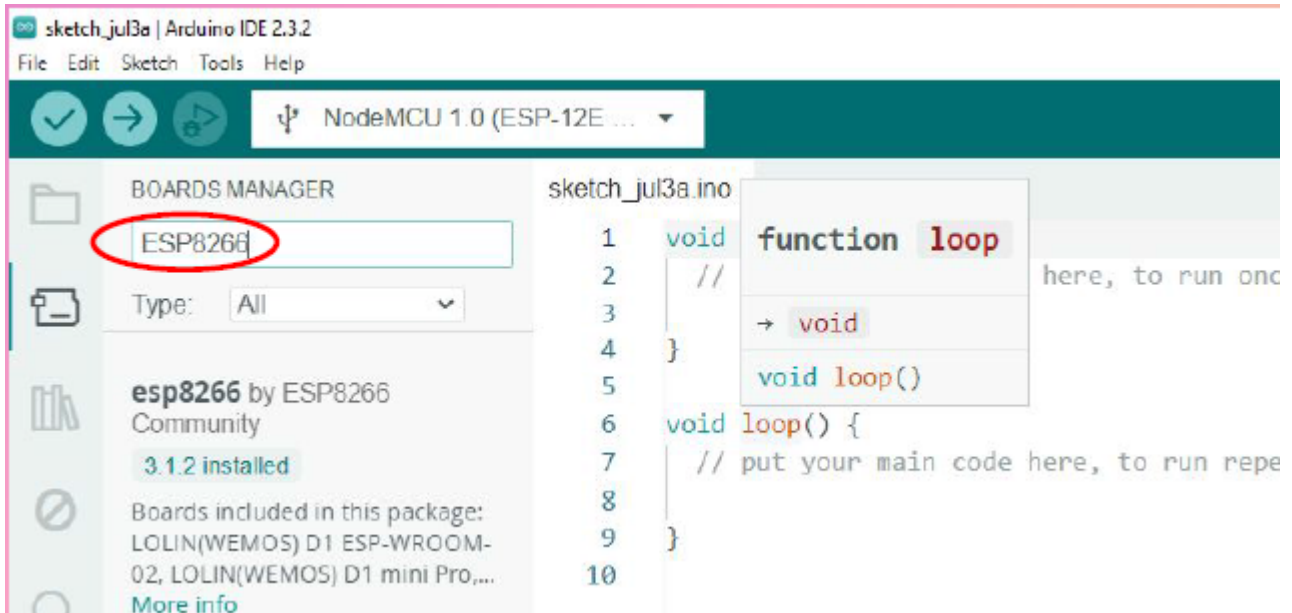 sketch_jul3a | Arduino IDE 2.3.2
File Edit Sketch Tools Help
NodeMCU 1.0 (ESP-12E ...
BOARDS MANAGER
ESP8266
Type: All
esp8266 by ESP8266
Community
3.1.2 installed
Boards included in this package:
LOLIN(WEMOS) D1 ESP-WROOM-
02, LOLIN(WEMOS) D1 mini Pro,...
More info
sketch_jul3a.ino
1 void
2 // here, to run onc
3
4 }
5
6 void loop() {
7 // put your main code here, to run repe
8
9 }
10
function loop
→ void
void loop()